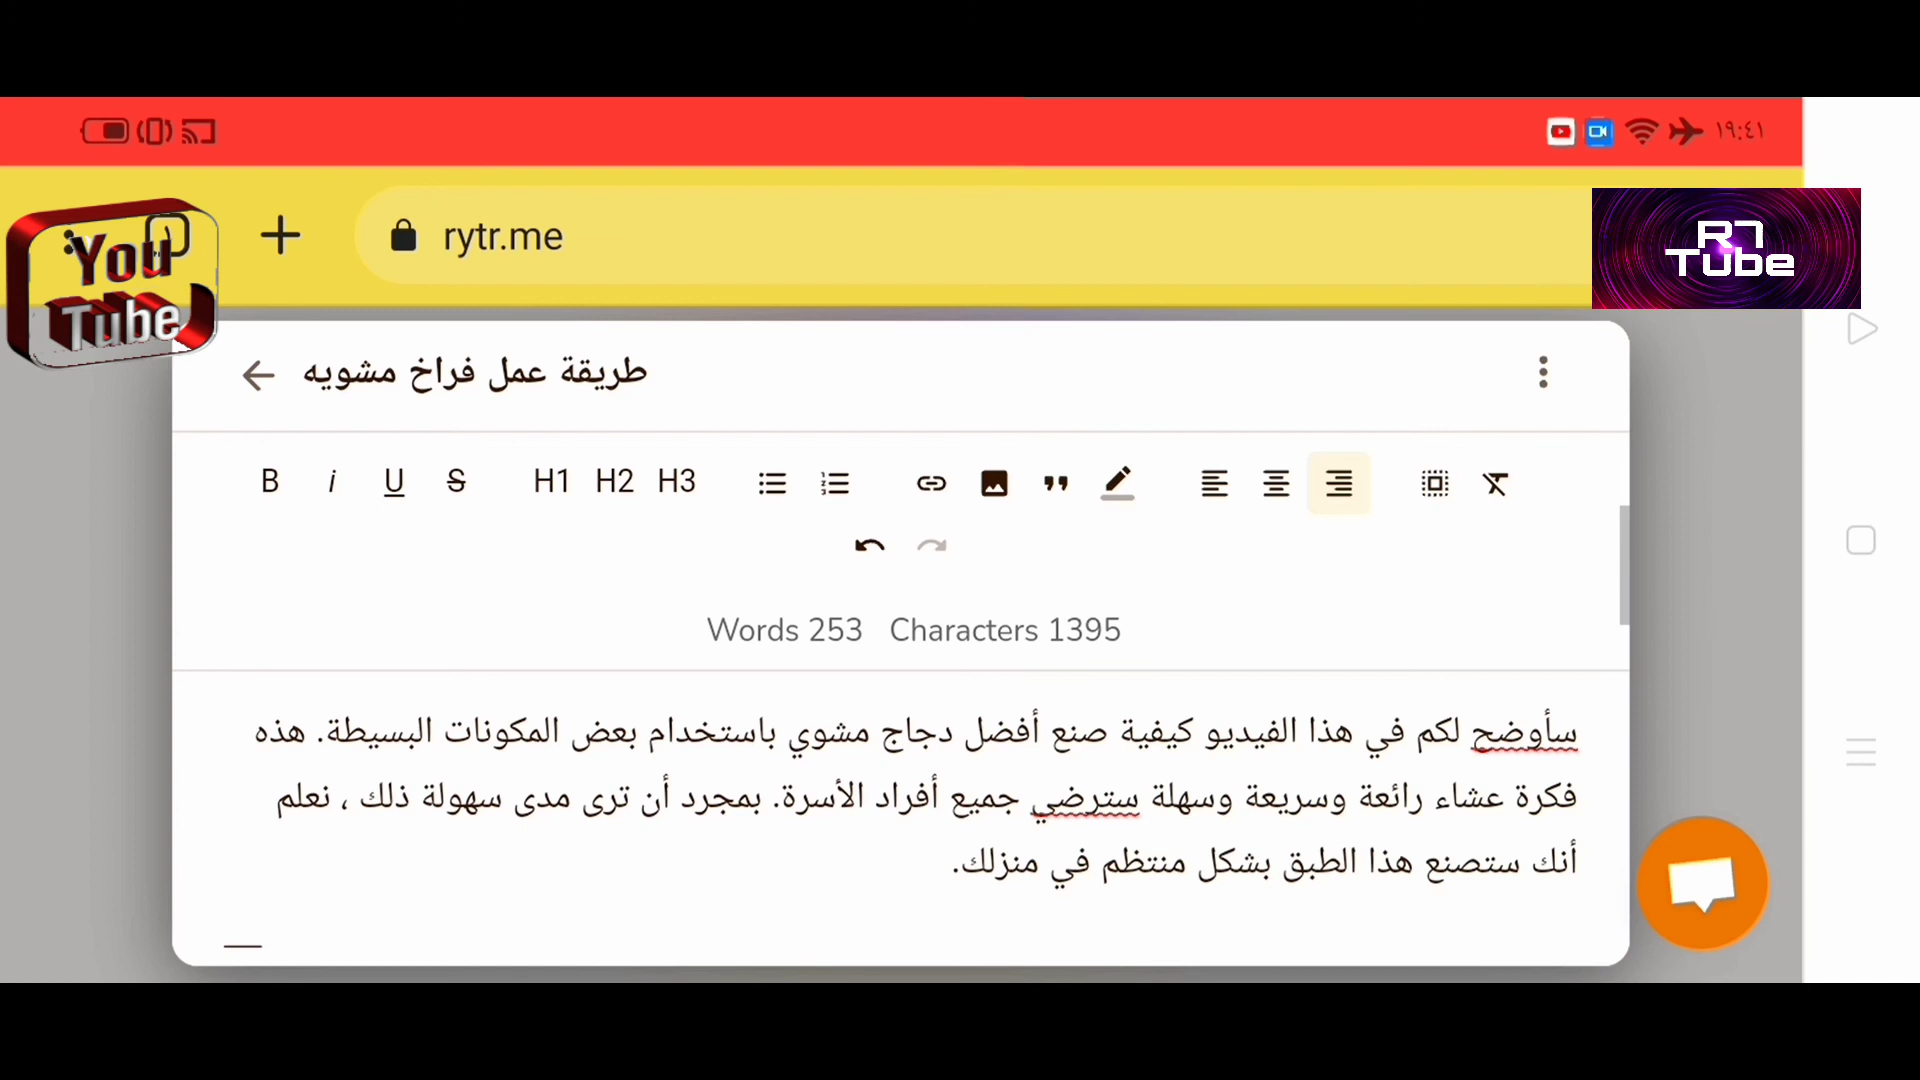 ١٩:٤١
rytr.me
You
Tube
R7
Tube
طريقة عمل فراخ مشويه
B i U S H1 H2 H3
Words 253 Characters 1395
سأوضح لكم في هذا الفيديو كيفية صنع أفضل دجاج مشوي باستخدام بعض المكونات البسيطة. هذه
فكرة عشاء رائعة وسريعة وسهلة سترضي جميع أفراد الأسرة. بمجرد أن ترى مدى سهولة ذلك ، نعلم
أنك ستصنع هذا الطبق بشكل منتظم في منزلك.